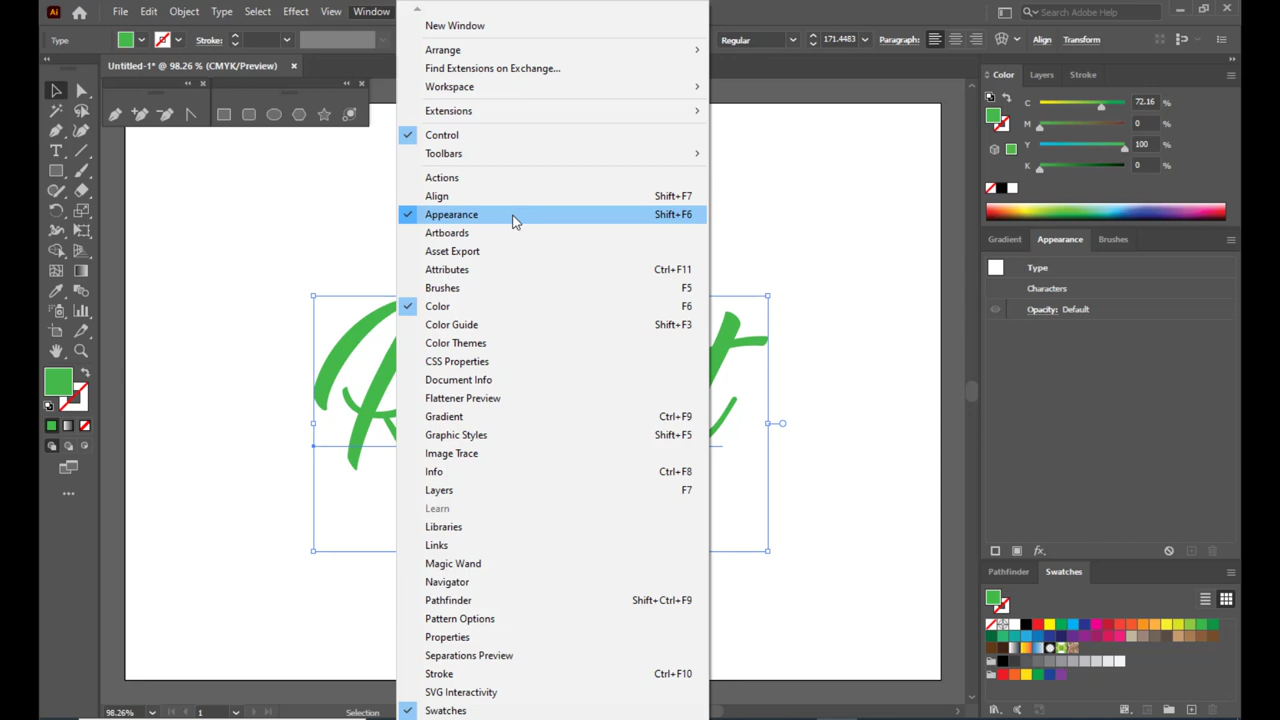 Ai File Edit Object Type Select Effect View Window Search Adobe Help
Type Stroke: Regular 171.4483 Paragraph: Align Transform
Untitled-1* @ 98.26 % (CMYK/Preview)
New Window
Arrange
Find Extensions on Exchange...
Workspace
Extensions
Control
Toolbars
Actions
Align Shift+F7
Appearance Shift+F6
Artboards
Asset Export
Attributes Ctrl+F11
Brushes F5
Color F6
Color Guide Shift+F3
Color Themes
CSS Properties
Document Info
Flattener Preview
Gradient Ctrl+F9
Graphic Styles Shift+F5
Image Trace
Info Ctrl+F8
Layers F7
Learn
Libraries
Links
Magic Wand
Navigator
Pathfinder Shift+Ctrl+F9
Pattern Options
Properties
Separations Preview
Stroke Ctrl+F10
SVG Interactivity
Swatches
Color Layers Stroke
C 72.16 %
M 0 %
Y 100 %
K 0 %
Gradient Appearance Brushes
Type
Characters
Opacity: Default
fx
Pathfinder Swatches
98.26% 1 Selection